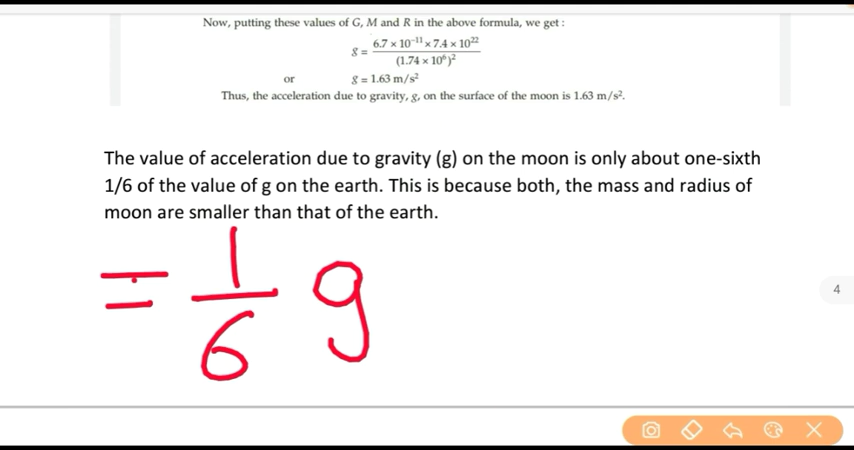 Now, putting these values of G, M and R in the above formula, we get :
g = 6.7 × 10⁻¹¹ × 7.4 × 10²² / (1.74 × 10⁶)²
or g = 1.63 m/s²
Thus, the acceleration due to gravity, g, on the surface of the moon is 1.63 m/s².
The value of acceleration due to gravity (g) on the moon is only about one-sixth
1/6 of the value of g on the earth. This is because both, the mass and radius of
moon are smaller than that of the earth.
= 1/6 g
4